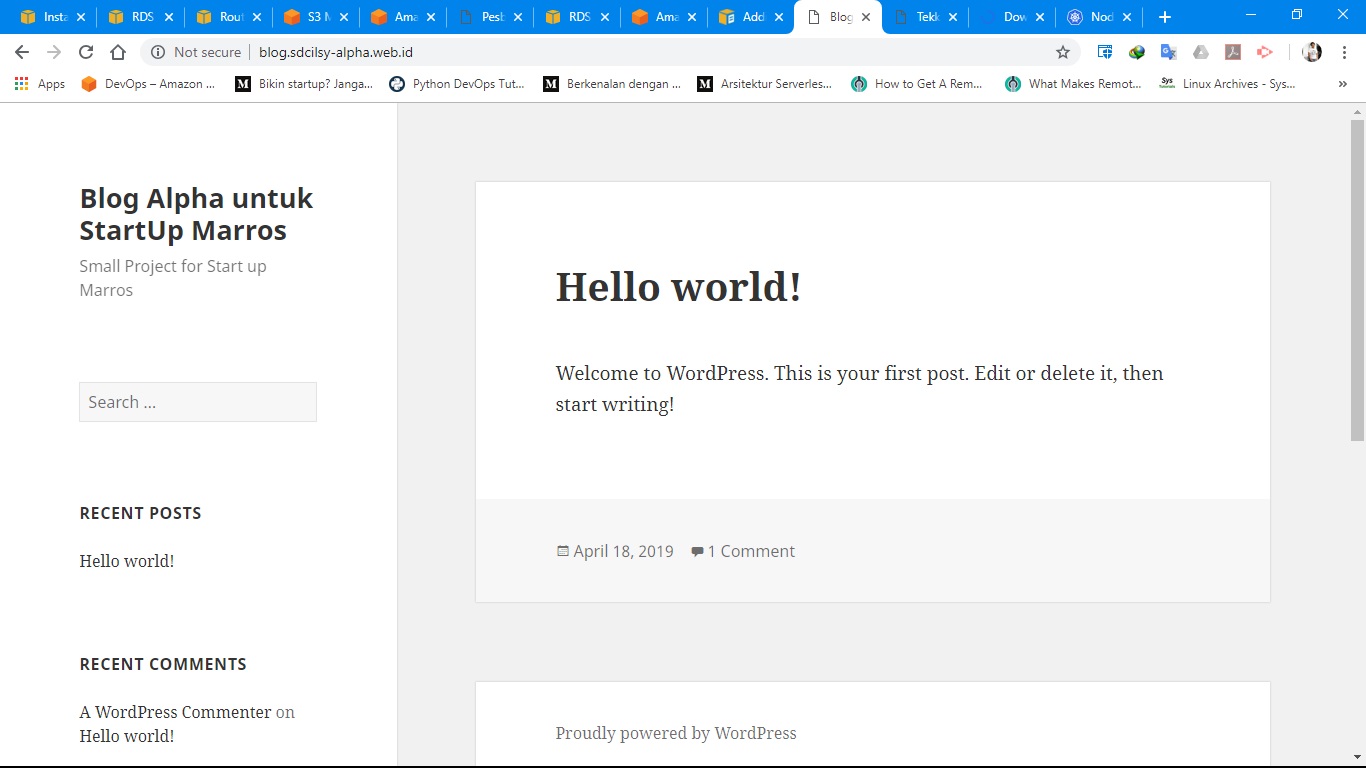 Insta
RDS
Rout
S3 M
Ama
Pesb
RDS
Ama
Add
Blog
Tekk
Dow
Nod
Not secure
blog.sdcilsy-alpha.web.id
Apps
DevOps – Amazon ...
Bikin startup? Janga...
Python DevOps Tut...
Berkenalan dengan ...
Arsitektur Serverles...
How to Get A Rem...
What Makes Remot...
Linux Archives - Sys...
Blog Alpha untuk
StartUp Marros
Small Project for Start up
Marros
Search ...
RECENT POSTS
Hello world!
RECENT COMMENTS
A WordPress Commenter on
Hello world!
Hello world!
Welcome to WordPress. This is your first post. Edit or delete it, then
start writing!
April 18, 2019 1 Comment
Proudly powered by WordPress